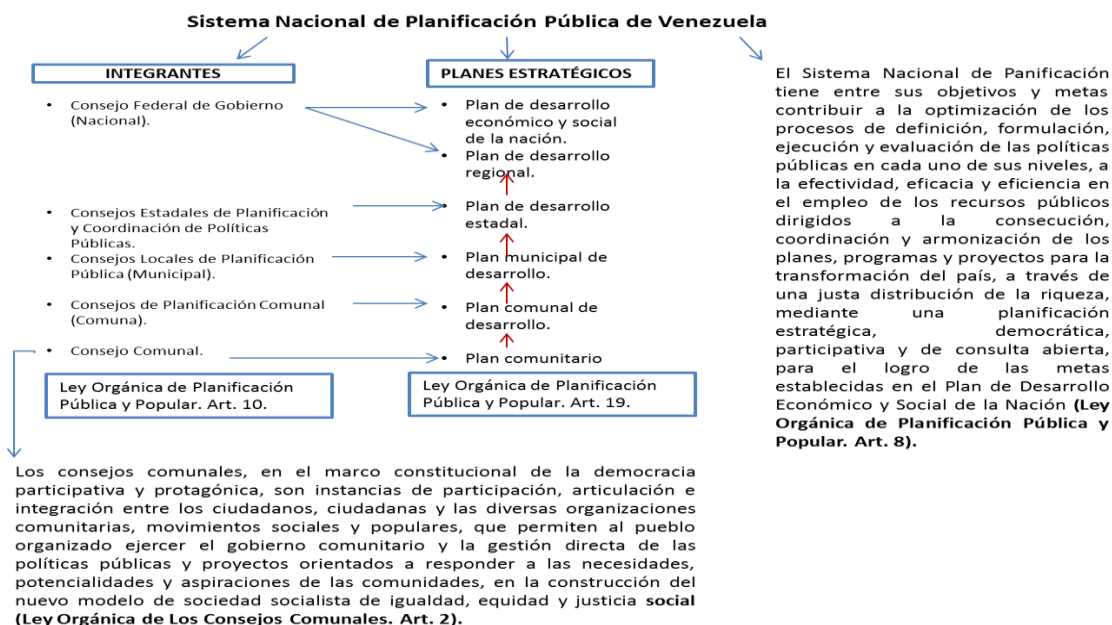 Sistema Nacional de Planificación Pública de Venezuela
INTEGRANTES
• Consejo Federal de Gobierno
(Nacional).
• Consejos Estadales de Planificación
y Coordinación de Políticas
Públicas.
• Consejos Locales de Planificación
Pública (Municipal).
• Consejos de Planificación Comunal
(Comuna).
• Consejo Comunal.
Ley Orgánica de Planificación
Pública y Popular. Art. 10.
PLANES ESTRATÉGICOS
• Plan de desarrollo
económico y social
de la nación.
• Plan de desarrollo
regional.
• Plan de desarrollo
estadal.
• Plan municipal de
desarrollo.
• Plan comunal de
desarrollo.
• Plan comunitario
Ley Orgánica de Planificación
Pública y Popular. Art. 19.
El Sistema Nacional de Panificación
tiene entre sus objetivos y metas
contribuir a la optimización de los
procesos de definición, formulación,
ejecución y evaluación de las políticas
públicas en cada uno de sus niveles, a
la efectividad, eficacia y eficiencia en
el empleo de los recursos públicos
dirigidos a la consecución,
coordinación y armonización de los
planes, programas y proyectos para la
transformación del país, a través de
una justa distribución de la riqueza,
mediante una planificación
estratégica, democrática,
participativa y de consulta abierta,
para el logro de las metas
establecidas en el Plan de Desarrollo
Económico y Social de la Nación (Ley
Orgánica de Planificación Pública y
Popular. Art. 8).
Los consejos comunales, en el marco constitucional de la democracia
participativa y protagónica, son instancias de participación, articulación e
integración entre los ciudadanos, ciudadanas y las diversas organizaciones
comunitarias, movimientos sociales y populares, que permiten al pueblo
organizado ejercer el gobierno comunitario y la gestión directa de las
políticas públicas y proyectos orientados a responder a las necesidades,
potencialidades y aspiraciones de las comunidades, en la construcción del
nuevo modelo de sociedad socialista de igualdad, equidad y justicia social
(Ley Orgánica de Los Consejos Comunales. Art. 2).